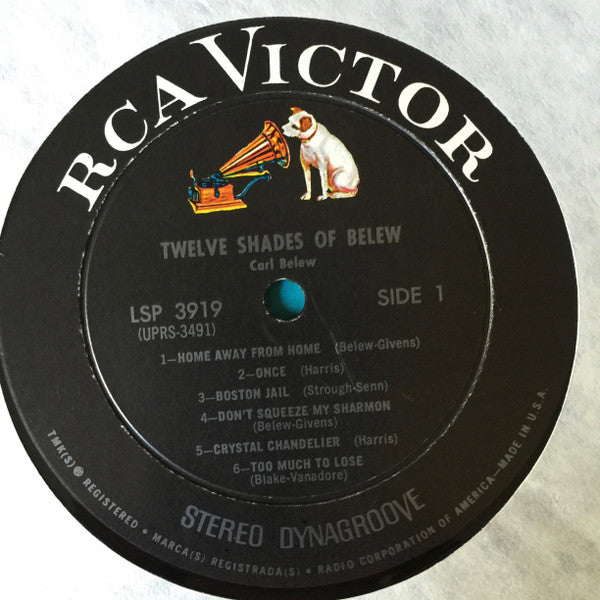 RCA VICTOR
TWELVE SHADES OF BELEW
Carl Belew
LSP 3919
(UPRS-3491)
SIDE 1
1—HOME AWAY FROM HOME (Belew-Givens)
2—ONCE (Harris)
3—BOSTON JAIL (Strough-Senn)
4—DON'T SQUEEZE MY SHARMON
(Belew-Givens)
5—CRYSTAL CHANDELIER (Harris)
6—TOO MUCH TO LOSE
(Blake-Vanadore)
STEREO DYNAGROOVE
TMK(S) ® REGISTERED • MARCA(S) REGISTRADA(S) • RADIO CORPORATION OF AMERICA—MADE IN U.S.A.